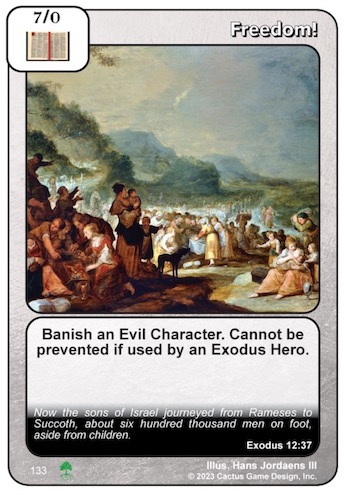 7/0
Freedom!
Banish an Evil Character. Cannot be
prevented if used by an Exodus Hero.
Now the sons of Israel journeyed from Rameses to
Succoth, about six hundred thousand men on foot,
aside from children.
Exodus 12:37
Illus. Hans Jordaens III
133
© 2023 Cactus Game Design, Inc.